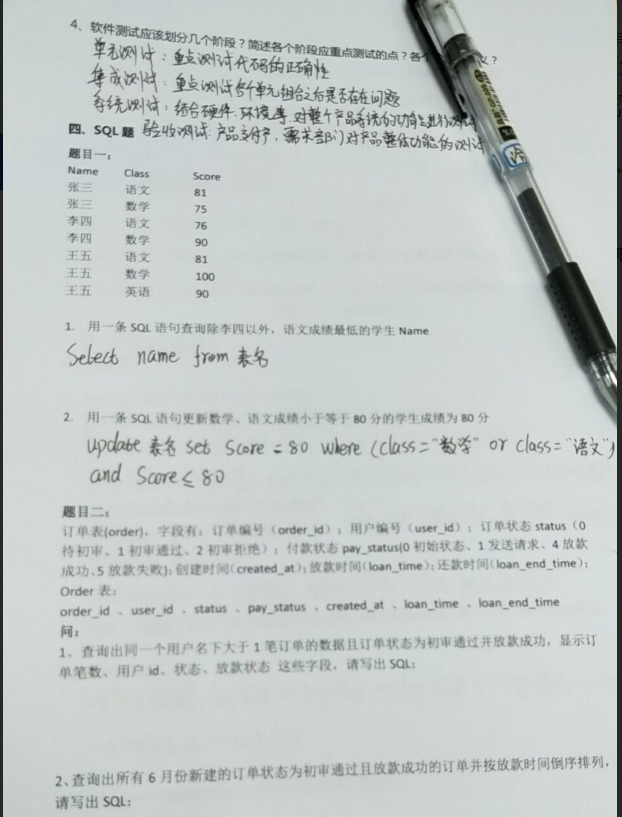 4、软件测试应该划分几个阶段？简述各个阶段应重点测试的点？各个 义？
单元测试：重点测试代码的正确性
集成测试：重点测试各个单元组合之后是否存在问题
系统测试：结合硬件、环境等，对整个产品系统的功能进行
四、SQL 题 验收测试：产品交付户，需求部门对产品整体功能的测试
题目一：
Name Class Score
张三 语文 81
张三 数学 75
李四 语文 76
李四 数学 90
王五 语文 81
王五 数学 100
王五 英语 90
1. 用一条 SQL 语句查询除李四以外，语文成绩最低的学生 Name
Select name from 表名
2. 用一条 SQL 语句更新数学、语文成绩小于等于 80 分的学生成绩为 80 分
update 表名 set Score = 80 where (class = "数学" or class = "语文")
and Score ≤ 80
题目二：
订单表(order)，字段有：订单编号（order_id）；用户编号（user_id）；订单状态 status（0
待初审、1 初审通过、2 初审拒绝）；付款状态 pay_status(0 初始状态、1 发送请求、4 放款
成功、5 放款失败)；创建时间(created_at)；放款时间(loan_time)；还款时间(loan_end_time)；
Order 表：
order_id 、user_id 、status 、pay_status 、created_at 、loan_time 、loan_end_time
问：
1、查询出同一个用户名下大于 1 笔订单的数据且订单状态为初审通过并放款成功，显示订
单笔数、用户 id、状态、放款状态 这些字段，请写出 SQL：
2、查询出所有 6 月份新建的订单状态为初审通过且放款成功的订单并按放款时间倒序排列，
请写出 SQL：